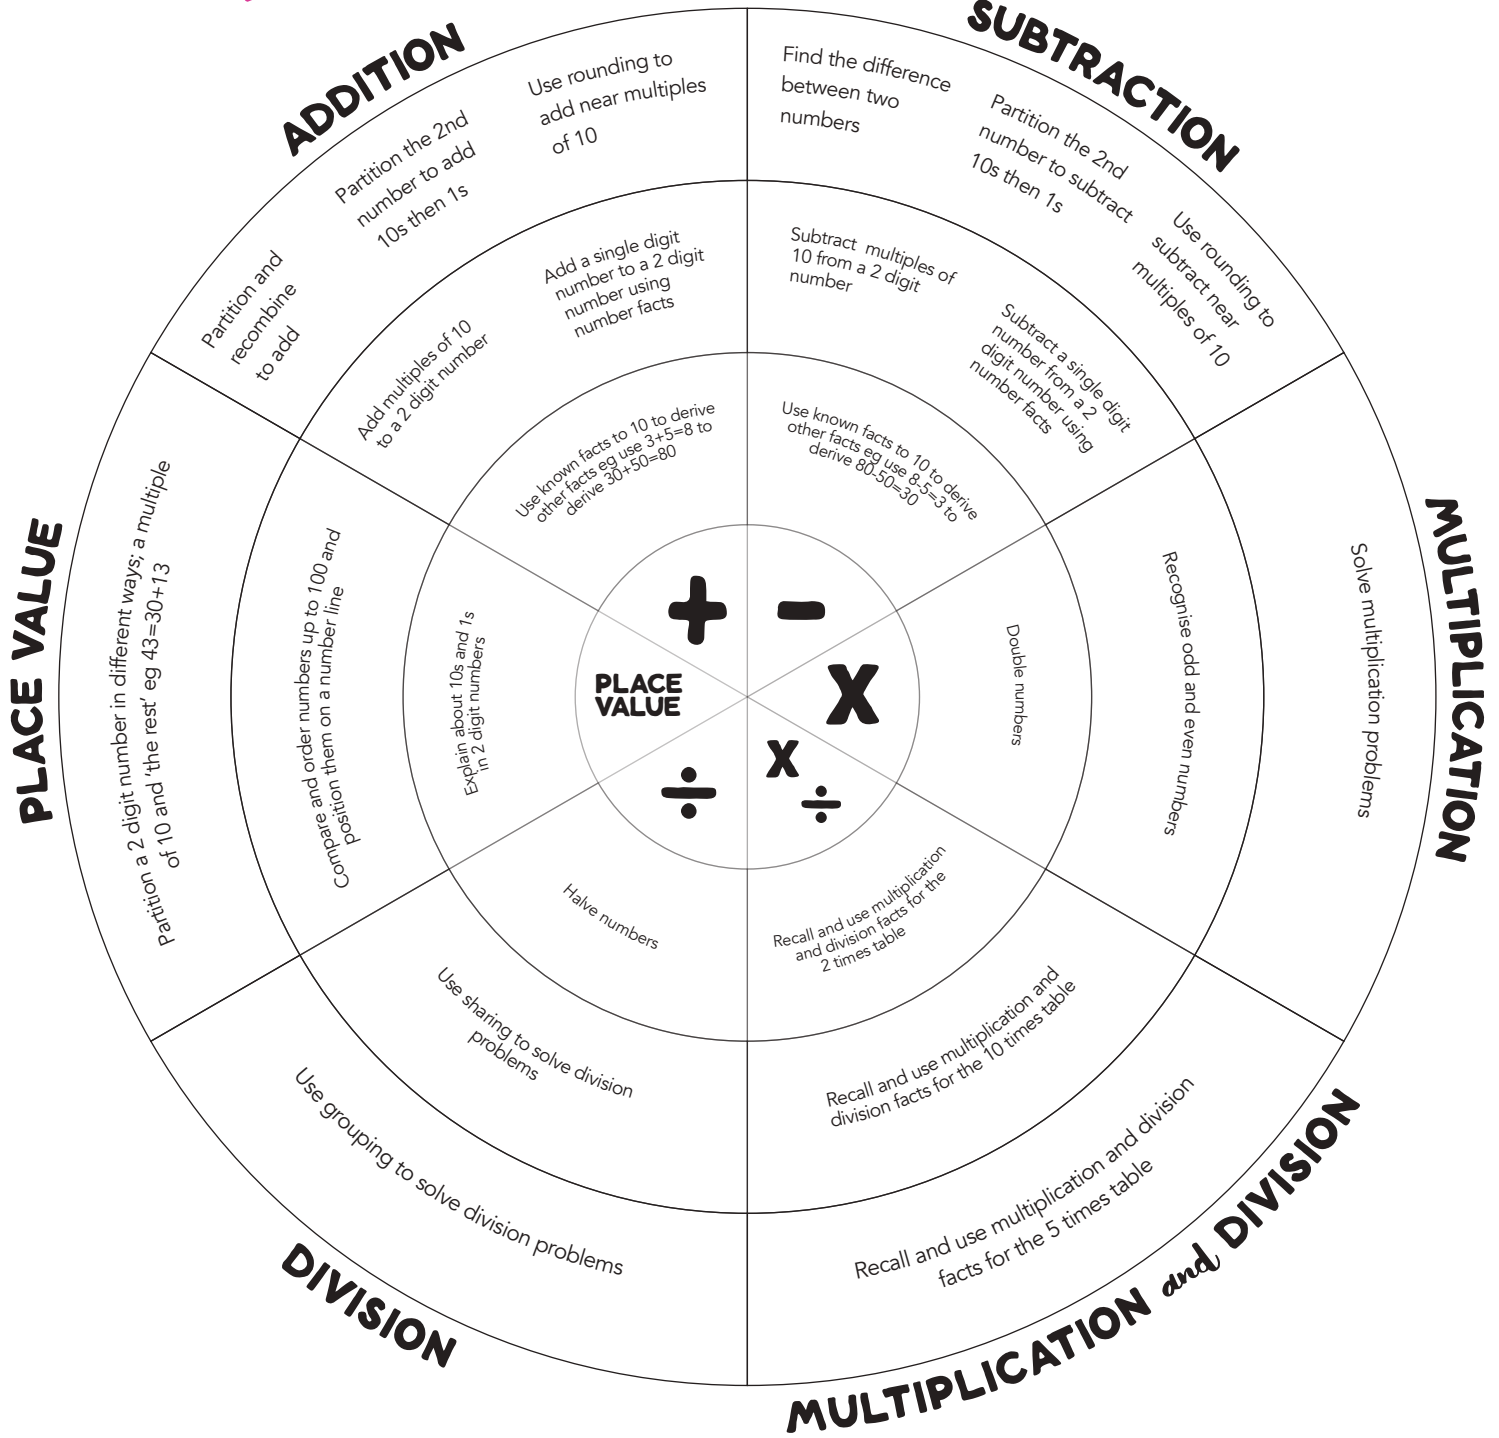 ADDITION
Partition and
recombine
to add
Partition the 2nd
number to add
10s then 1s
Use rounding to
add near multiples
of 10
Add multiples of 10
to a 2 digit number
Add a single digit
number to a 2 digit
number using
number facts
Use known facts to 10 to derive
other facts eg use 3+5=8 to
derive 30+50=80
+
SUBTRACTION
Find the difference
between two
numbers
Partition the 2nd
number to subtract
10s then 1s
Use rounding to
subtract near
multiples of 10
Subtract  multiples of
10 from a 2 digit
number
Subtract a single digit
number from a 2
digit number using
number facts
Use known facts to 10 to derive
other facts eg use 8-5=3 to
derive 80-50=30
-
MULTIPLICATION
Solve multiplication problems
Recognise odd and even numbers
Double numbers
X
MULTIPLICATION and DIVISION
Recall and use multiplication and division
facts for the 5 times table
Recall and use multiplication and
division facts for the 10 times table
Recall and use multiplication
and division facts for the
2 times table
X
÷
DIVISION
Use grouping to solve division problems
Use sharing to solve division
problems
Halve numbers
÷
PLACE VALUE
Partition a 2 digit number in different ways; a multiple
of 10 and ‘the rest’ eg 43=30+13
Compare and order numbers up to 100 and
position them on a number line
Explain about 10s and 1s
in 2 digit numbers
PLACE
VALUE